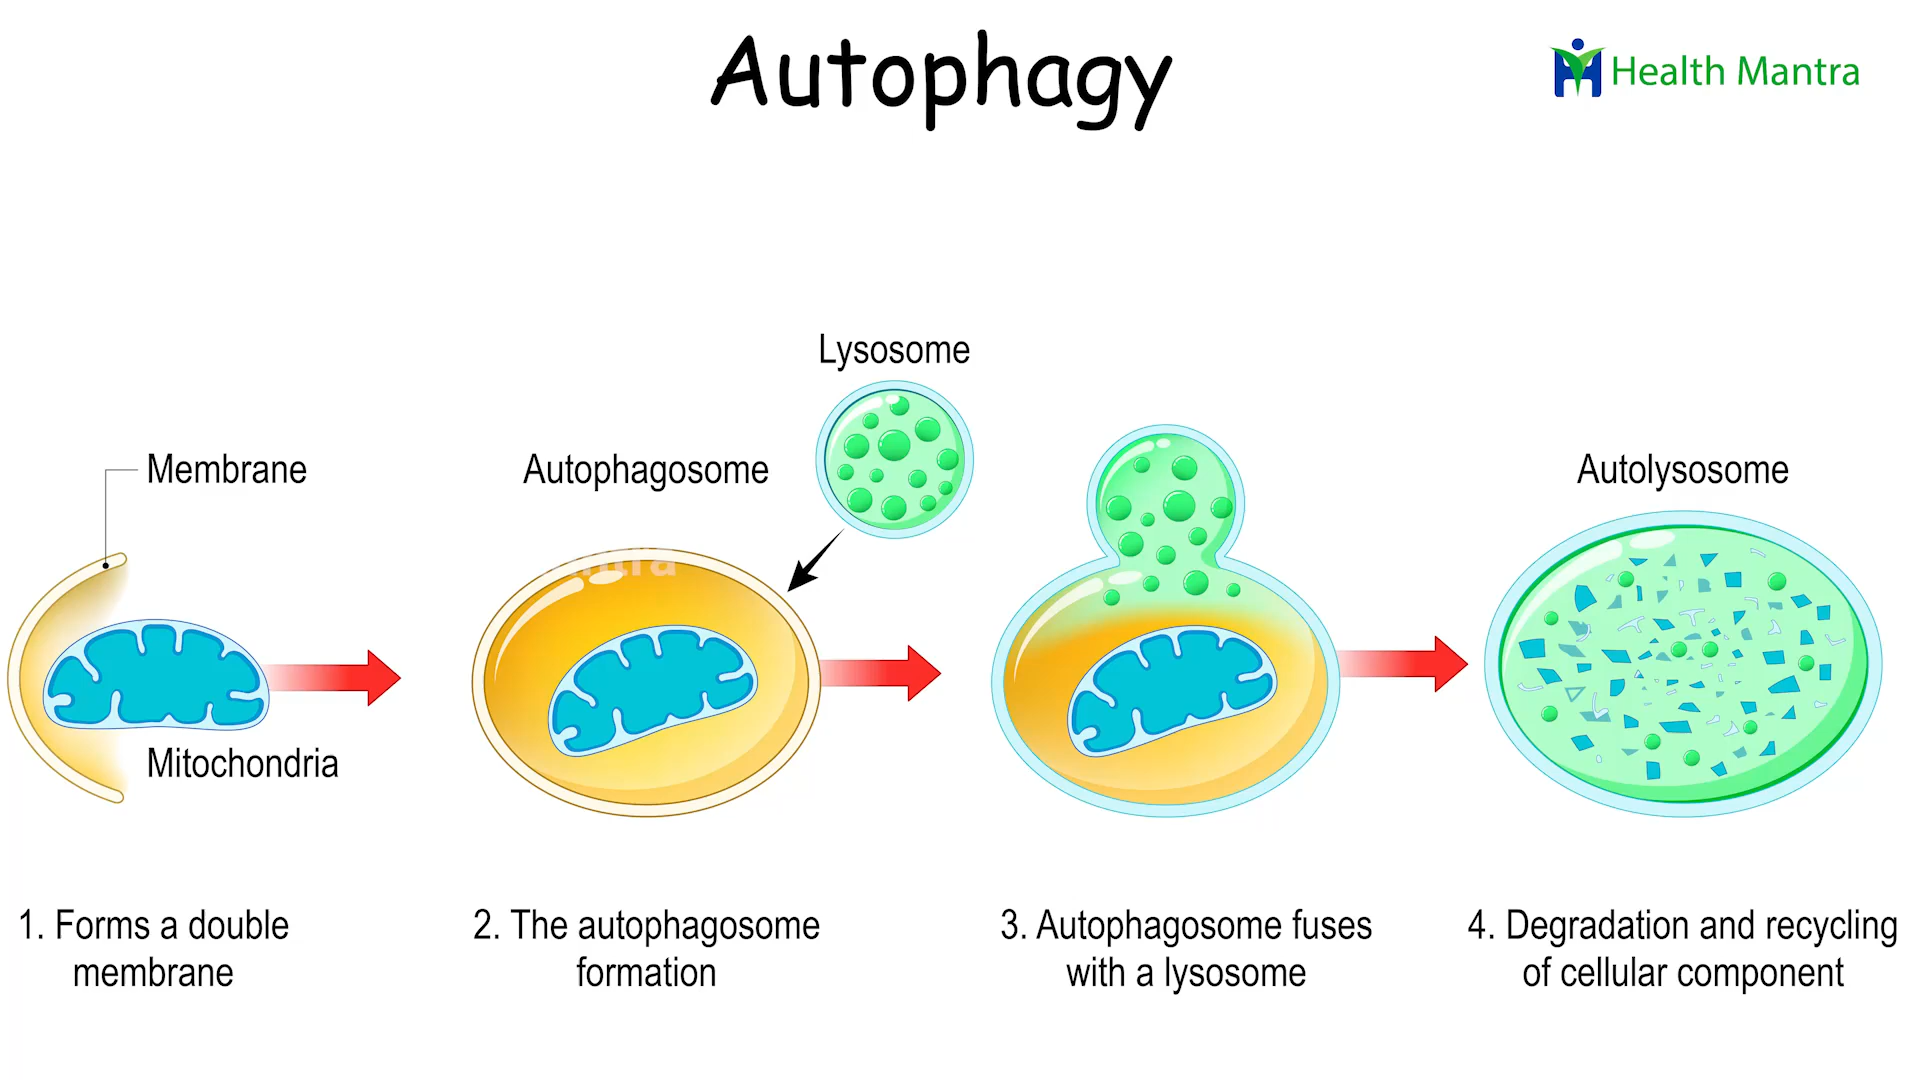 Autophagy
Health Mantra
Lysosome
Membrane
Autophagosome
Autolysosome
Mitochondria
1. Forms a double
membrane
2. The autophagosome
formation
3. Autophagosome fuses
with a lysosome
4. Degradation and recycling
of cellular component